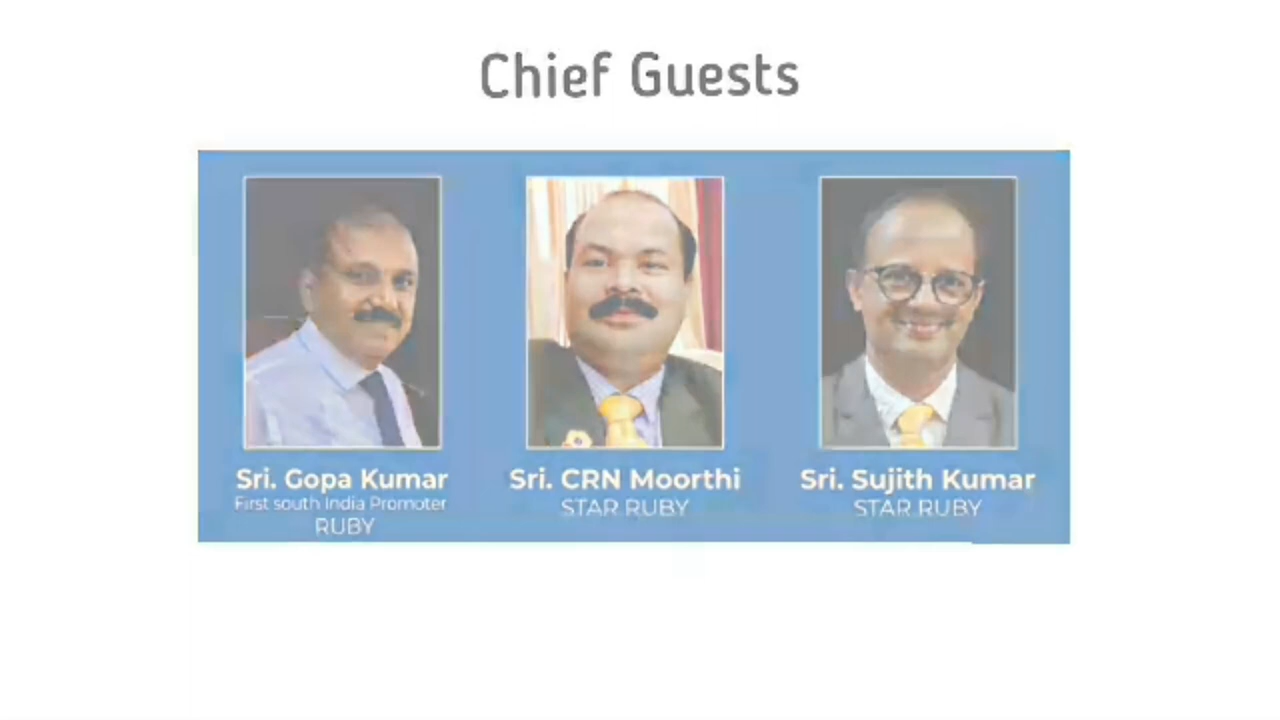 Chief Guests
Sri. Gopa Kumar
First south India Promoter
RUBY
Sri. CRN Moorthi
STAR RUBY
Sri. Sujith Kumar
STAR RUBY